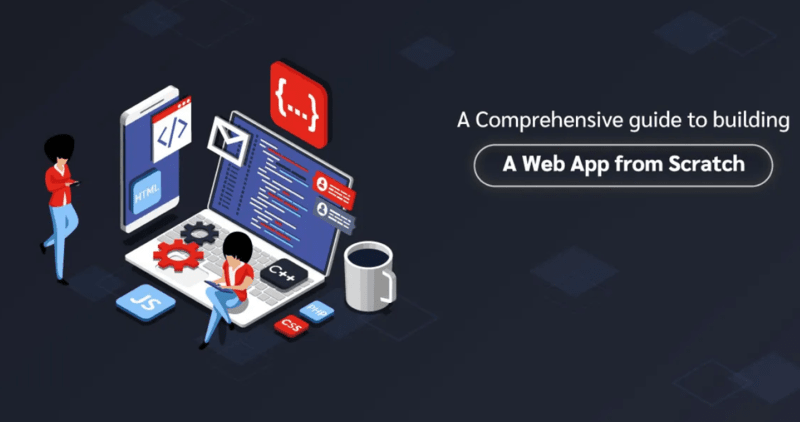 A Comprehensive guide to building
A Web App from Scratch
{...}
</>
HTML
C++
JS
PHP
CSS